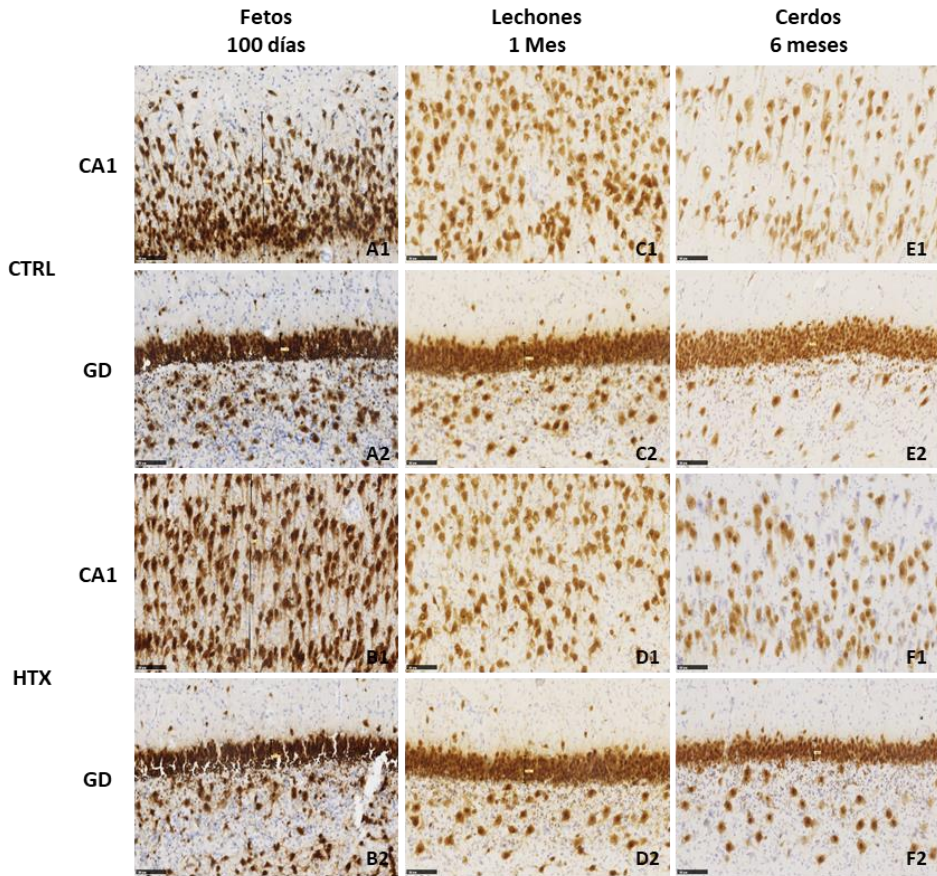 Fetos
100 días
Lechones
1 Mes
Cerdos
6 meses
CTRL
CA1
A1
C1
E1
GD
A2
C2
E2
HTX
CA1
B1
D1
F1
GD
B2
D2
F2